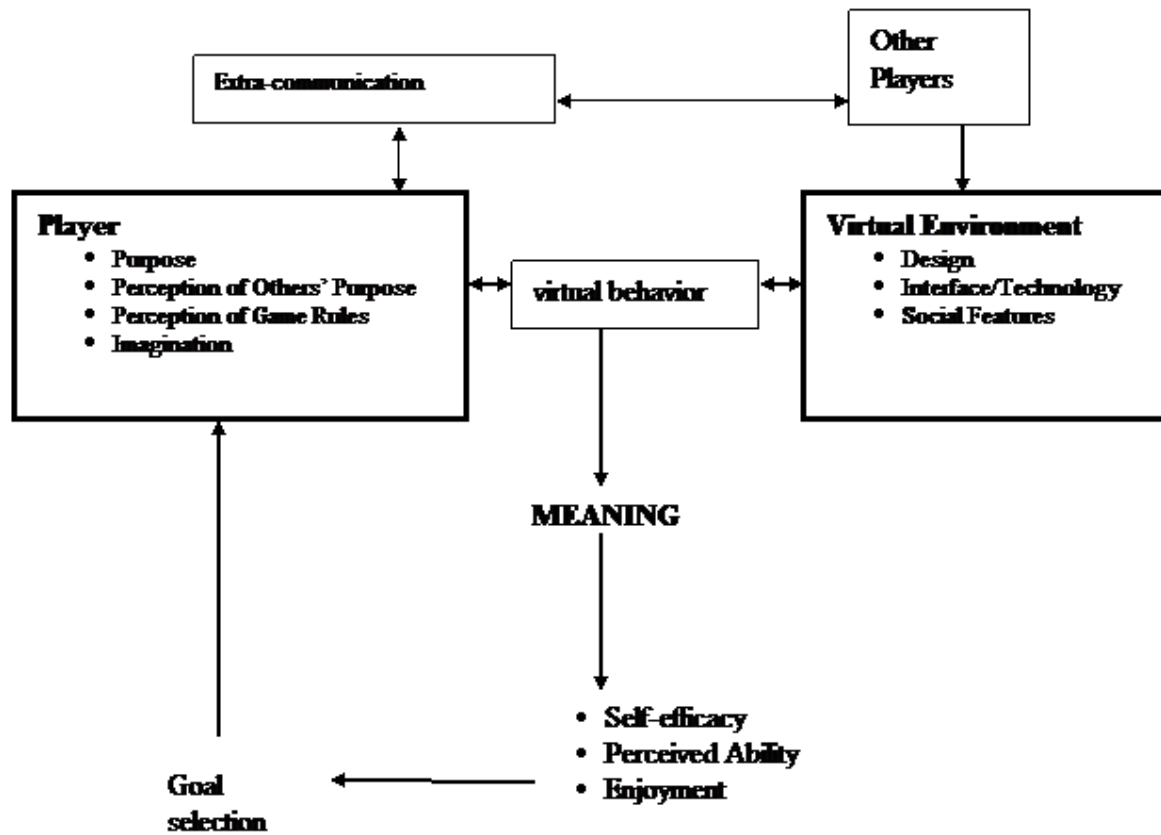 Other
Players
Extra-communication
Player
• Purpose
• Perception of Others’ Purpose
• Perception of Game Rules
• Imagination
virtual behavior
Virtual Environment
• Design
• Interface/Technology
• Social Features
MEANING
• Self-efficacy
• Perceived Ability
• Enjoyment
Goal
selection